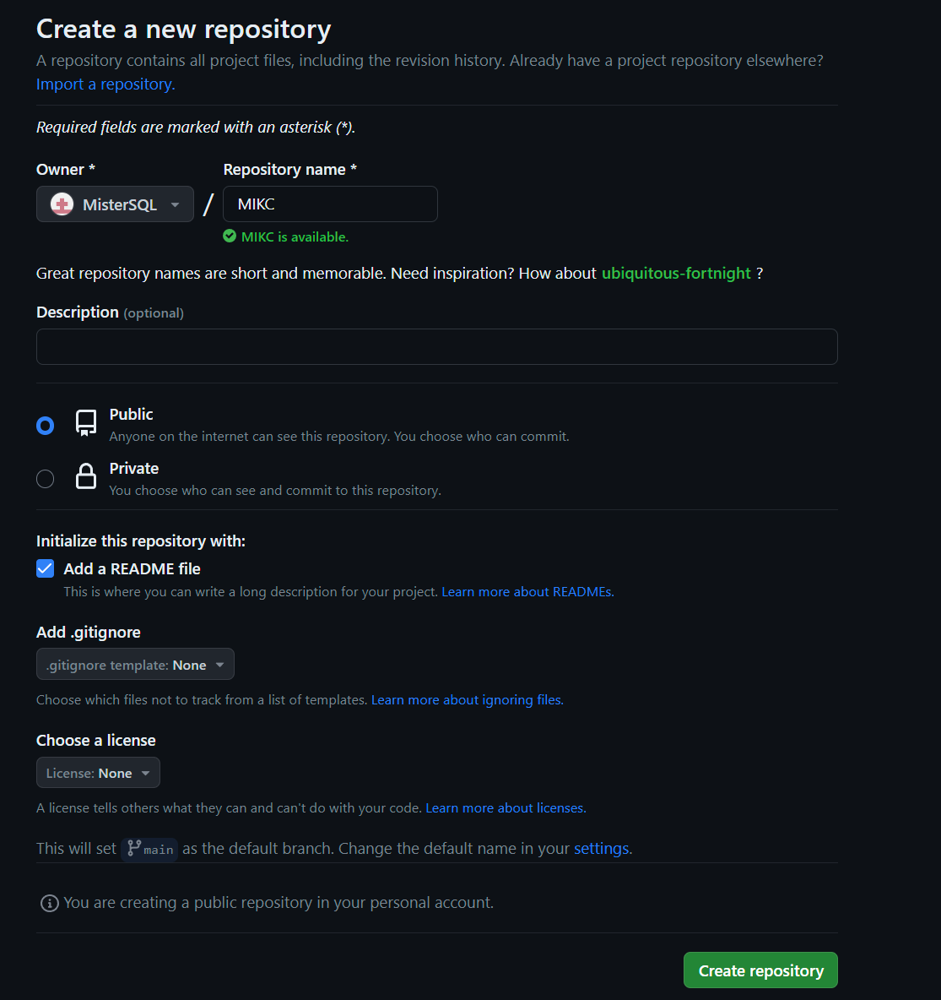 Create a new repository
A repository contains all project files, including the revision history. Already have a project repository elsewhere?
Import a repository.
Required fields are marked with an asterisk (*).
Owner *
Repository name *
MisterSQL
/
MIKC
MIKC is available.
Great repository names are short and memorable. Need inspiration? How about ubiquitous-fortnight ?
Description (optional)
Public
Anyone on the internet can see this repository. You choose who can commit.
Private
You choose who can see and commit to this repository.
Initialize this repository with:
Add a README file
This is where you can write a long description for your project. Learn more about READMEs.
Add .gitignore
.gitignore template: None
Choose which files not to track from a list of templates. Learn more about ignoring files.
Choose a license
License: None
A license tells others what they can and can't do with your code. Learn more about licenses.
This will set main as the default branch. Change the default name in your settings.
You are creating a public repository in your personal account.
Create repository